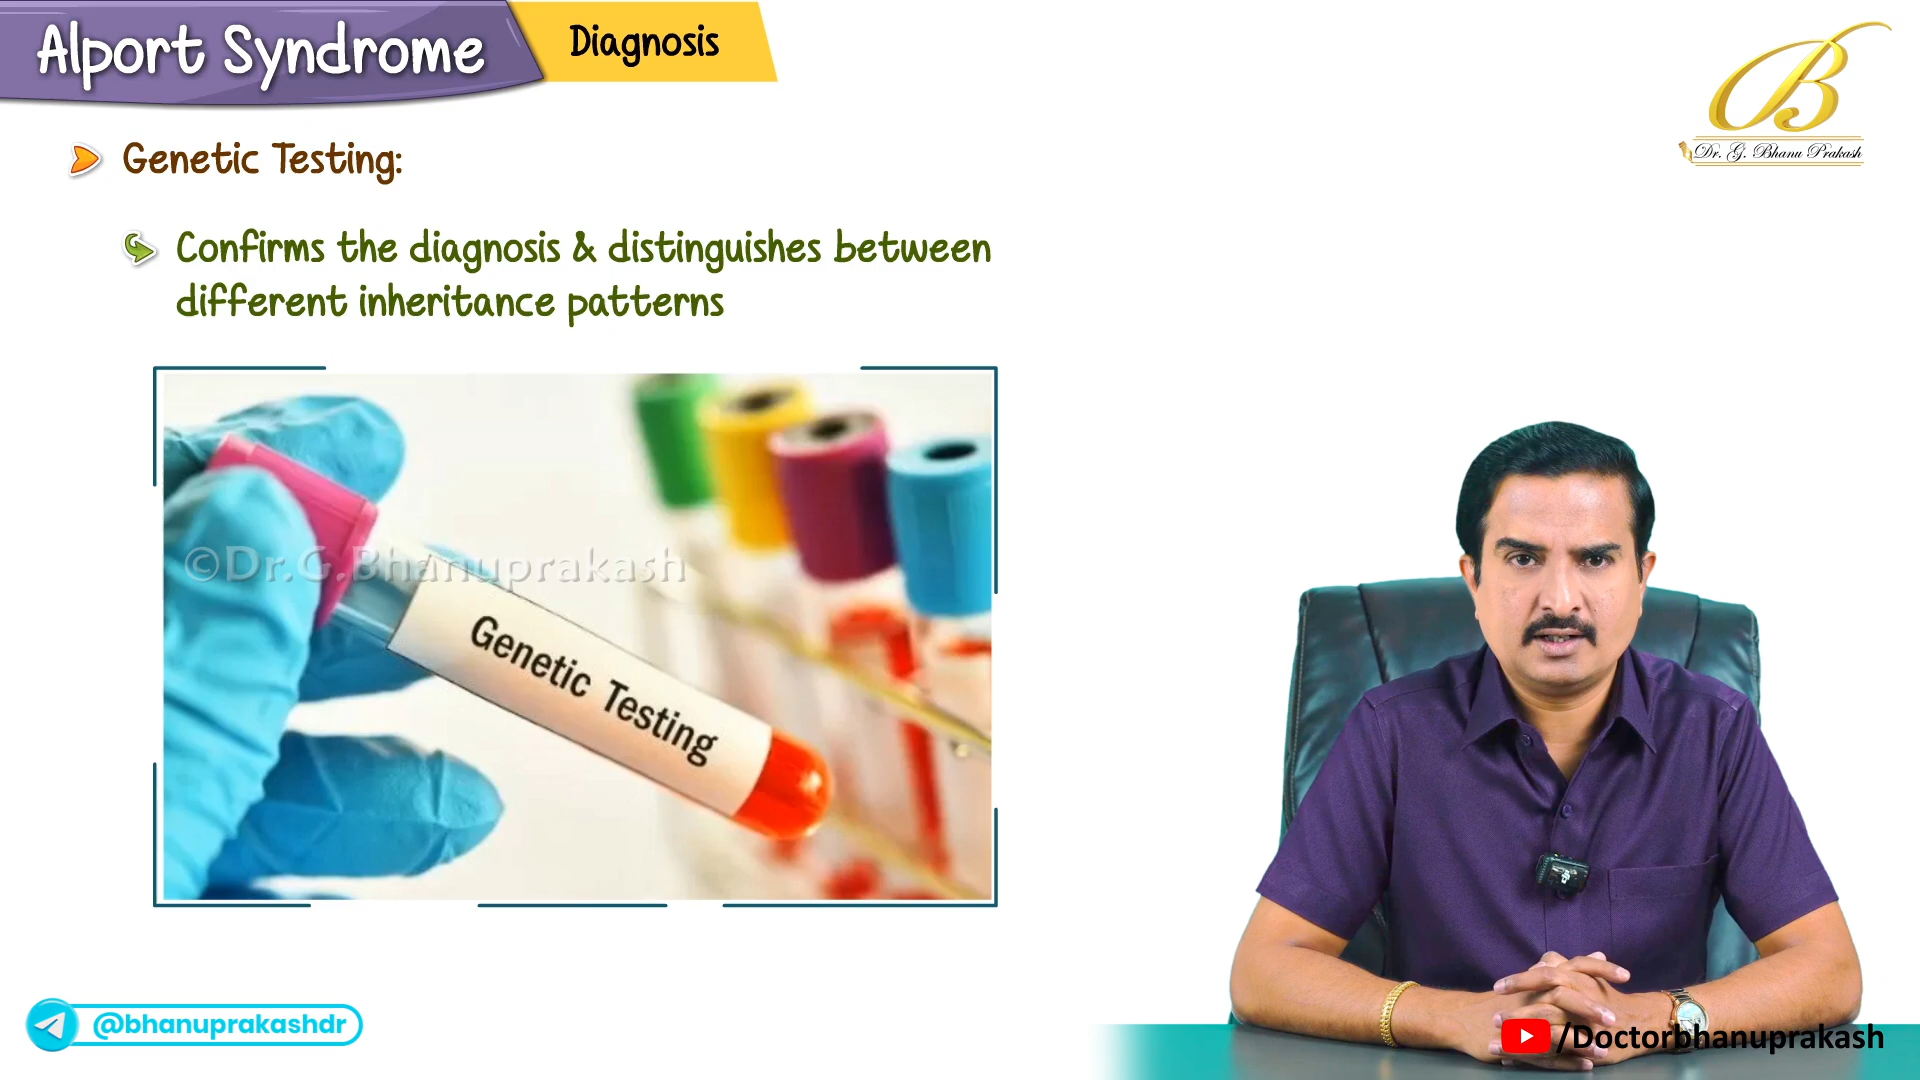 Alport Syndrome
Diagnosis
Dr. G. Bhanu Prakash
Genetic Testing:
Confirms the diagnosis & distinguishes between
different inheritance patterns
©Dr.G.Bhanuprakash
Genetic Testing
@bhanuprakashdr
/Doctorbhanuprakash